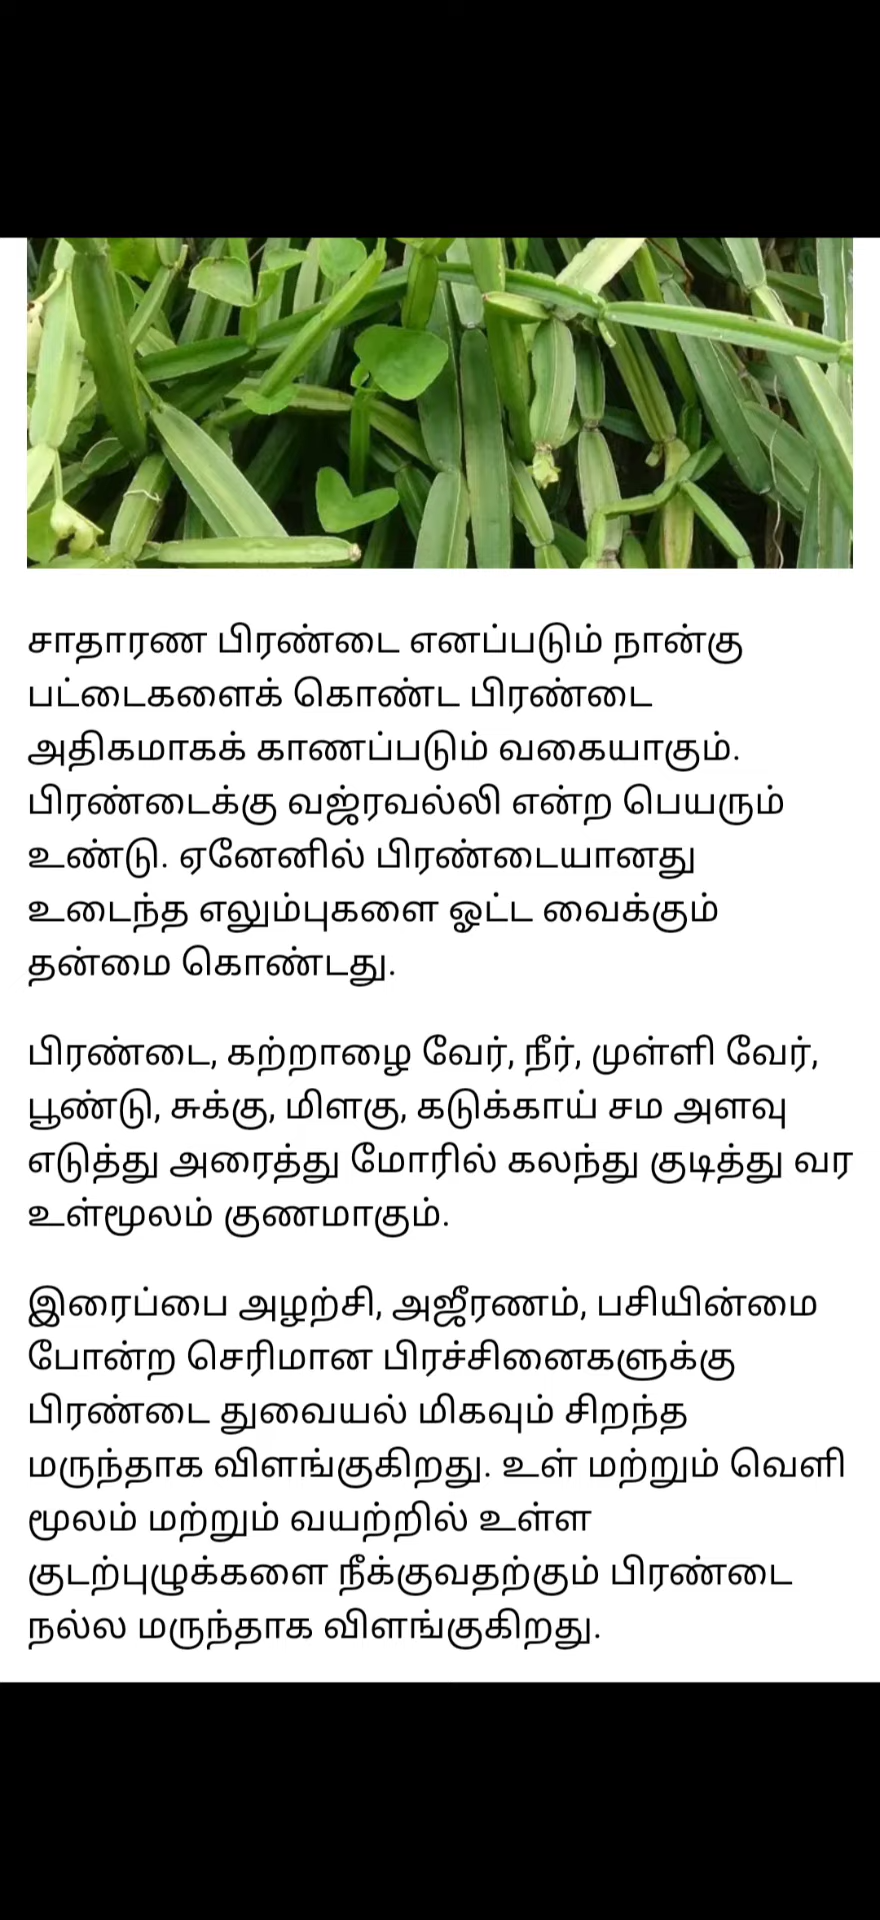 சாதாரண பிரண்டை எனப்படும் நான்கு
பட்டைகளைக் கொண்ட பிரண்டை
அதிகமாகக் காணப்படும் வகையாகும்.
பிரண்டைக்கு வஜ்ரவல்லி என்ற பெயரும்
உண்டு. ஏனேனில் பிரண்டையானது
உடைந்த எலும்புகளை ஓட்ட வைக்கும்
தன்மை கொண்டது.
பிரண்டை, கற்றாழை வேர், நீர், முள்ளி வேர்,
பூண்டு, சுக்கு, மிளகு, கடுக்காய் சம அளவு
எடுத்து அரைத்து மோரில் கலந்து குடித்து வர
உள்மூலம் குணமாகும்.
இரைப்பை அழற்சி, அஜீரணம், பசியின்மை
போன்ற செரிமான பிரச்சினைகளுக்கு
பிரண்டை துவையல் மிகவும் சிறந்த
மருந்தாக விளங்குகிறது. உள் மற்றும் வெளி
மூலம் மற்றும் வயற்றில் உள்ள
குடற்புழுக்களை நீக்குவதற்கும் பிரண்டை
நல்ல மருந்தாக விளங்குகிறது.